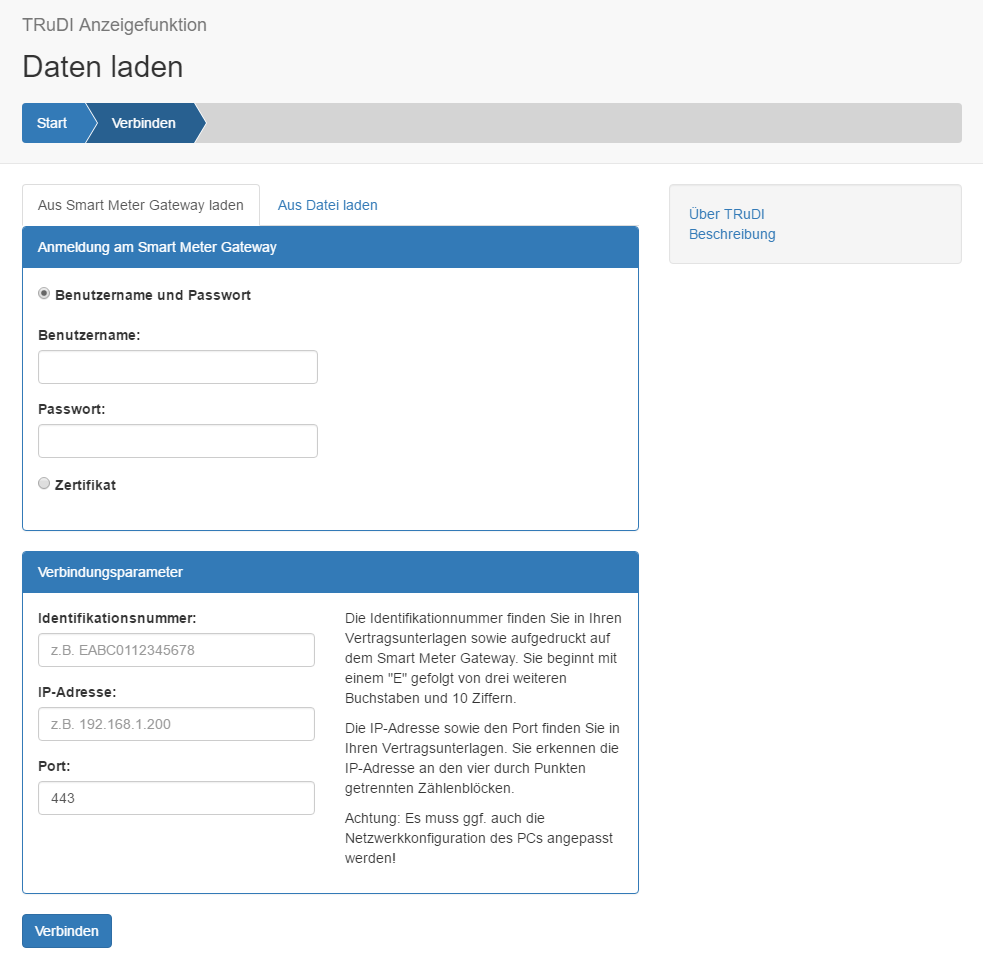 TRuDI Anzeigefunktion
Daten laden
Start
Verbinden
Aus Smart Meter Gateway laden
Aus Datei laden
Über TRuDI
Beschreibung
Anmeldung am Smart Meter Gateway
Benutzername und Passwort
Benutzername:
Passwort:
Zertifikat
Verbindungsparameter
Identifikationsnummer:
z.B. EABC0112345678
IP-Adresse:
z.B. 192.168.1.200
Port:
443
Die Identifikationnummer finden Sie in Ihren
Vertragsunterlagen sowie aufgedruckt auf
dem Smart Meter Gateway. Sie beginnt mit
einem "E" gefolgt von drei weiteren
Buchstaben und 10 Ziffern.
Die IP-Adresse sowie den Port finden Sie in
Ihren Vertragsunterlagen. Sie erkennen die
IP-Adresse an den vier durch Punkten
getrennten Zählenblöcken.
Achtung: Es muss ggf. auch die
Netzwerkkonfiguration des PCs angepasst
werden!
Verbinden